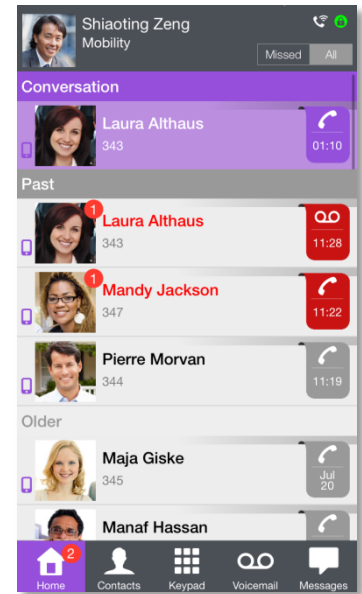 Shiaoting Zeng
Mobility
Missed
All
Conversation
Laura Althaus
343
01:10
Past
1
Laura Althaus
343
11:28
1
Mandy Jackson
347
11:22
Pierre Morvan
344
11:19
Older
Maja Giske
345
Jul
20
Manaf Hassan
2
Home
Contacts
Keypad
Voicemail
Messages